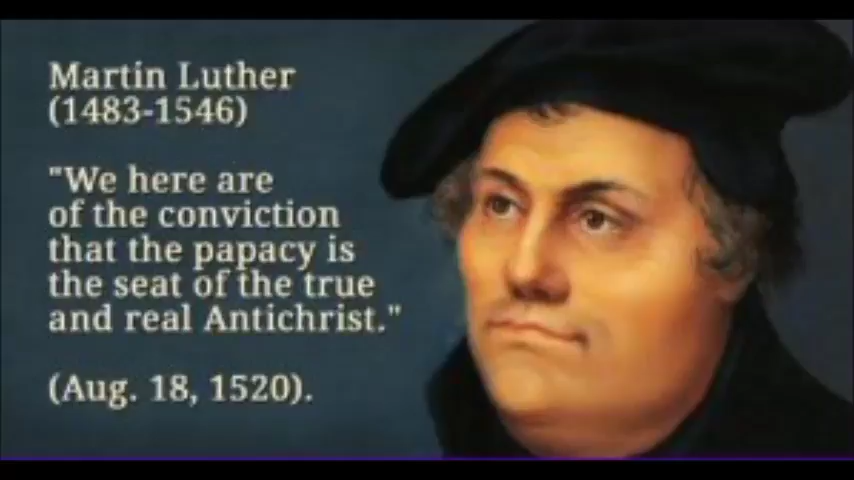 Martin Luther
(1483-1546)
"We here are
of the conviction
that the papacy is
the seat of the true
and real Antichrist."
(Aug. 18, 1520).